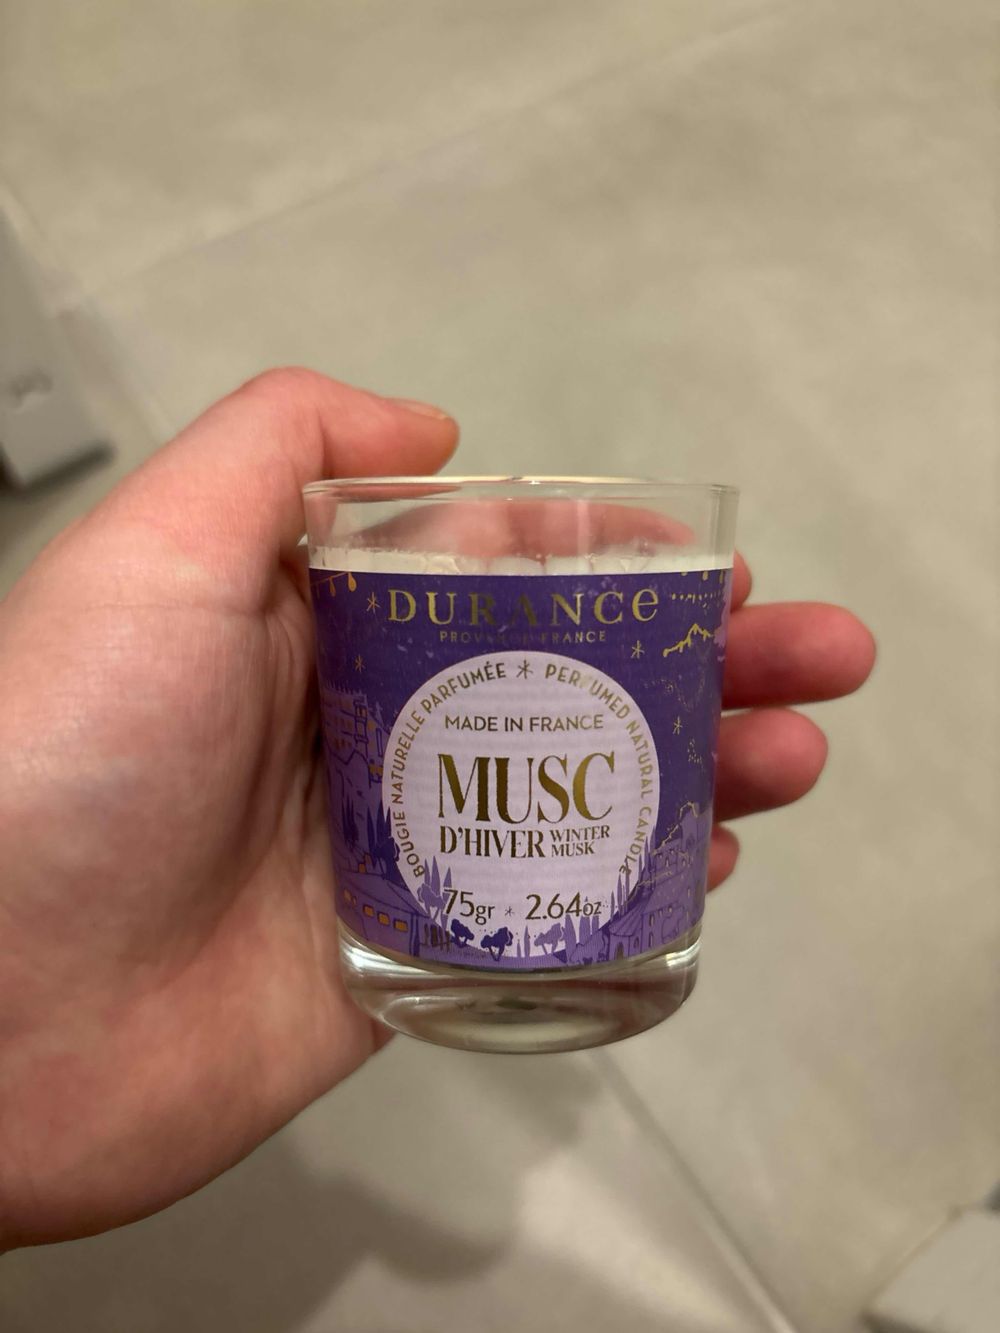 DURANCE
PROVENCE FRANCE
BOUGIE NATURELLE PARFUMÉE * PERFUMED NATURAL CANDLE
MADE IN FRANCE
MUSC
D'HIVER WINTER MUSK
75gr * 2.64oz